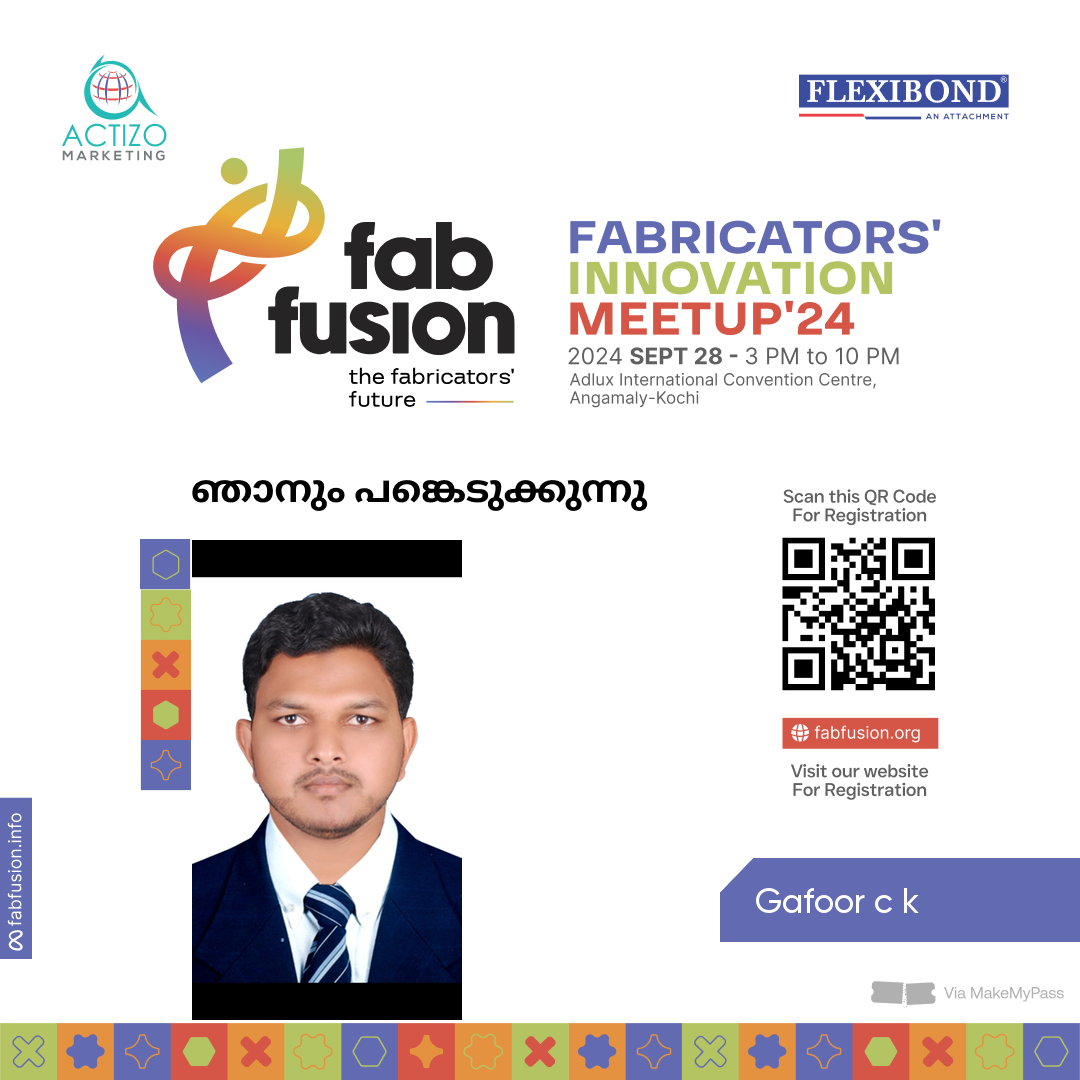 ACTIZO
MARKETING
FLEXIBOND®
AN ATTACHMENT
fab
fusion
the fabricators'
future
FABRICATORS'
INNOVATION
MEETUP'24
2024 SEPT 28 - 3 PM to 10 PM
Adlux International Convention Centre,
Angamaly-Kochi
ഞാനും പങ്കെടുക്കുന്നു
Scan this QR Code
For Registration
fabfusion.org
Visit our website
For Registration
fabfusion.info
Gafoor c k
Via MakeMyPass